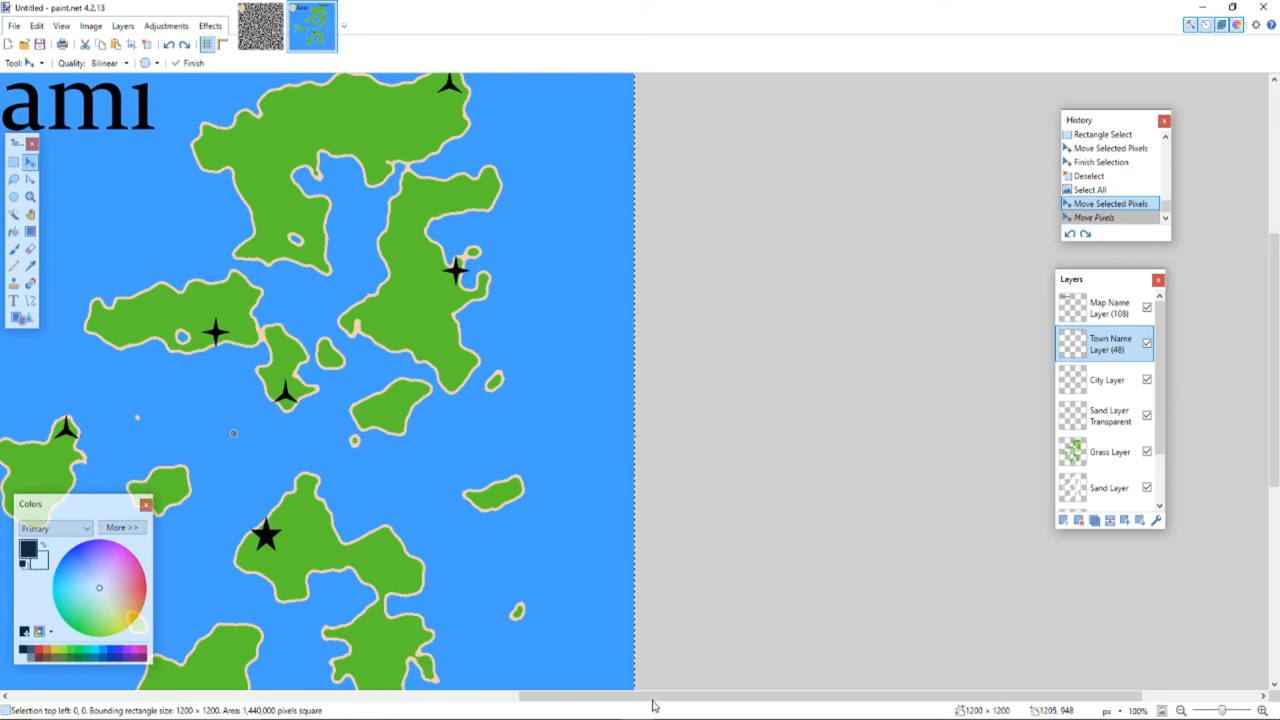 Untitled - paint.net 4.2.13
File Edit View Image Layers Adjustments Effects
Tool: Quality: Bilinear Finish
ami
To...
History
Rectangle Select
Move Selected Pixels
Finish Selection
Deselect
Select All
Move Selected Pixels
Move Pixels
Layers
Map Name
Layer (108)
Town Name
Layer (48)
City Layer
Sand Layer
Transparent
Grass Layer
Sand Layer
Colors
Primary More >>
Selection top left: 0, 0. Bounding rectangle size: 1200 × 1200. Area: 1,440,000 pixels square 1200 × 1200 1205, 948 px 100%